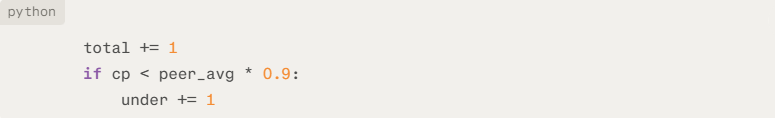 python
total += 1
if cp < peer_avg * 0.9:
under += 1